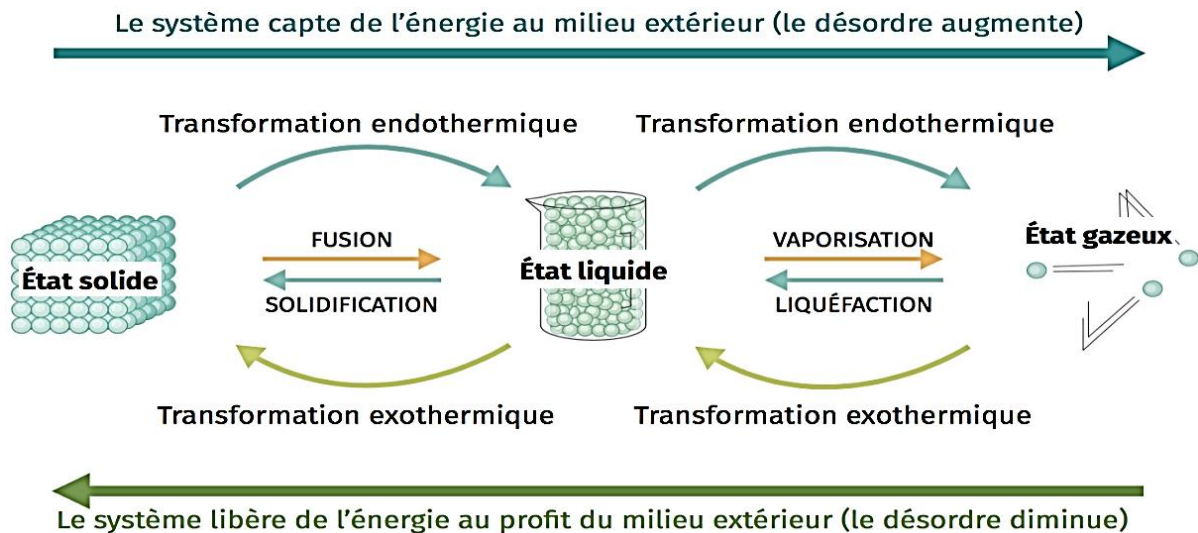 Le système capte de l'énergie au milieu extérieur (le désordre augmente)
Transformation endothermique
Transformation endothermique
FUSION
VAPORISATION
État solide
État liquide
État gazeux
SOLIDIFICATION
LIQUÉFACTION
Transformation exothermique
Transformation exothermique
Le système libère de l'énergie au profit du milieu extérieur (le désordre diminue)